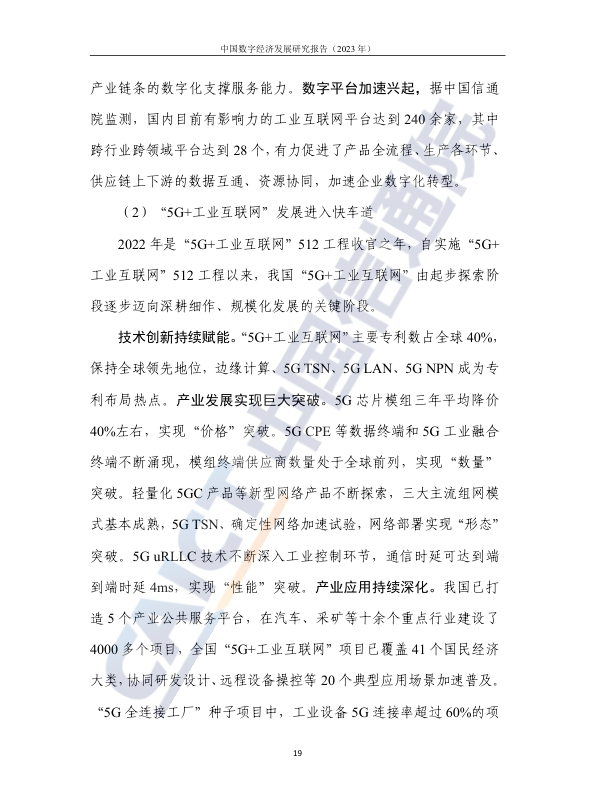 中国数字经济发展研究报告（2023 年）
产业链条的数字化支撑服务能力。数字平台加速兴起，据中国信通
院监测，国内目前有影响力的工业互联网平台达到 240 余家，其中
跨行业跨领域平台达到 28 个，有力促进了产品全流程、生产各环节、
供应链上下游的数据互通、资源协同，加速企业数字化转型。
（2）“5G+工业互联网”发展进入快车道
2022 年是“5G+工业互联网”512 工程收官之年，自实施“5G+
工业互联网”512 工程以来，我国“5G+工业互联网”由起步探索阶
段逐步迈向深耕细作、规模化发展的关键阶段。
技术创新持续赋能。“5G+工业互联网”主要专利数占全球 40%，
保持全球领先地位，边缘计算、5G TSN、5G LAN、5G NPN 成为专
利布局热点。产业发展实现巨大突破。5G 芯片模组三年平均降价
40%左右，实现“价格”突破。5G CPE 等数据终端和 5G 工业融合
终端不断涌现，模组终端供应商数量处于全球前列，实现“数量”
突破。轻量化 5GC 产品等新型网络产品不断探索，三大主流组网模
式基本成熟，5G TSN、确定性网络加速试验，网络部署实现“形态”
突破。5G uRLLC 技术不断深入工业控制环节，通信时延可达到端
到端时延 4ms，实现“性能”突破。产业应用持续深化。我国已打
造 5 个产业公共服务平台，在汽车、采矿等十余个重点行业建设了
4000 多个项目，全国“5G+工业互联网”项目已覆盖 41 个国民经济
大类，协同研发设计、远程设备操控等 20 个典型应用场景加速普及。
“5G 全连接工厂”种子项目中，工业设备 5G 连接率超过 60%的项
19
CAICT 中国信通院